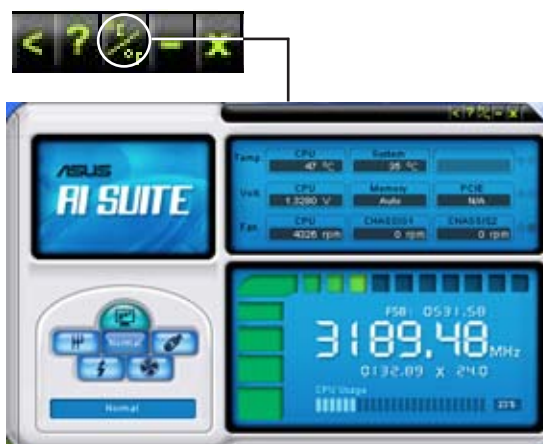 < ? c/°F - x
< ? c/°F - x
ASUS
AI SUITE
Temp CPU System
47 °C 35 °C
Volt CPU Memory PCIE
1.3280 V Auto N/A
Fan CPU CHASSIS1 CHASSIS2
4026 rpm 0 rpm 0 rpm
Normal
FSB: 0531.58
3189.48 MHz
0132.89 X 24.0
CPU Usage
23%
Normal